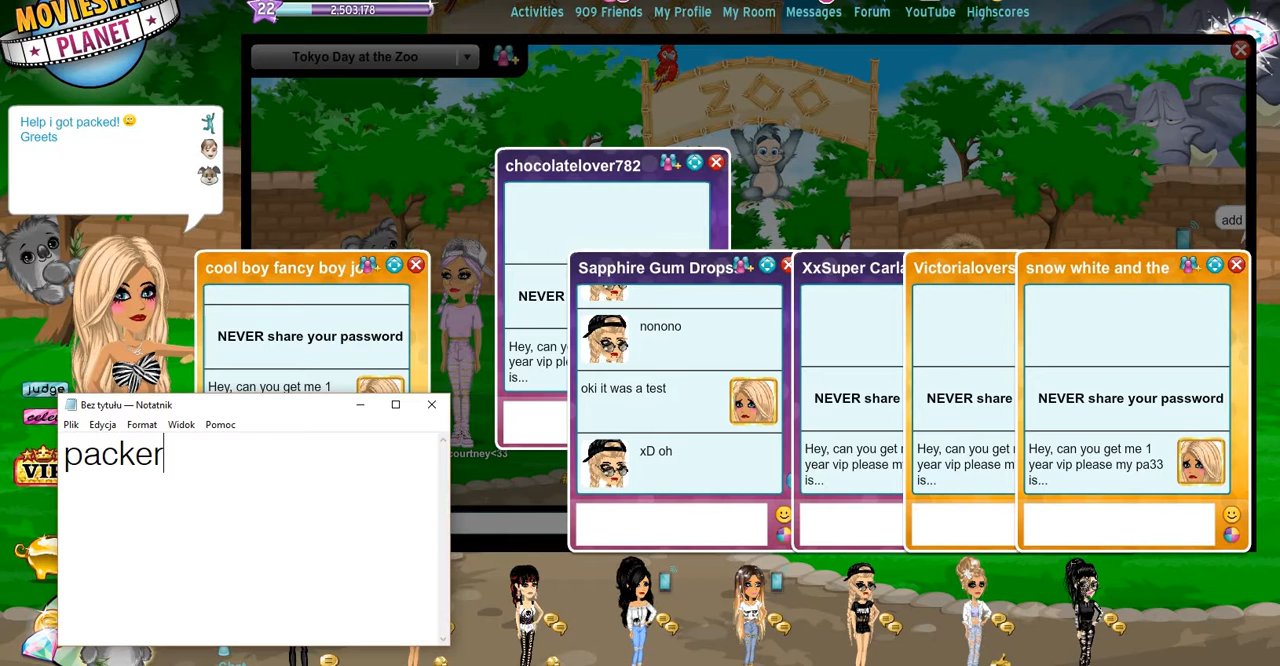 MOVIESTAR
PLANET
22
2,503,178
Activities
909 Friends
My Profile
My Room
Messages
Forum
YouTube
Highscores
Tokyo Day at the Zoo
ZOO
Help i got packed!
Greets
add
chocolatelover782
NEVER
Hey, can y
year vip ple
is...
cool boy fancy boy jo
NEVER share your password
Hey, can you get me 1
Sapphire Gum Drops
nonono
oki it was a test
xD oh
XxSuper Carla
NEVER share
Hey, can you get
year vip please m
is...
Victorialovers
NEVER share
Hey, can you get
year vip please m
is...
snow white and the
NEVER share your password
Hey, can you get me 1
year vip please my pa33
is...
judge
cele
VIP
courtney<33
Bez tytułu — Notatnik
Plik
Edycja
Format
Widok
Pomoc
packer
Chat